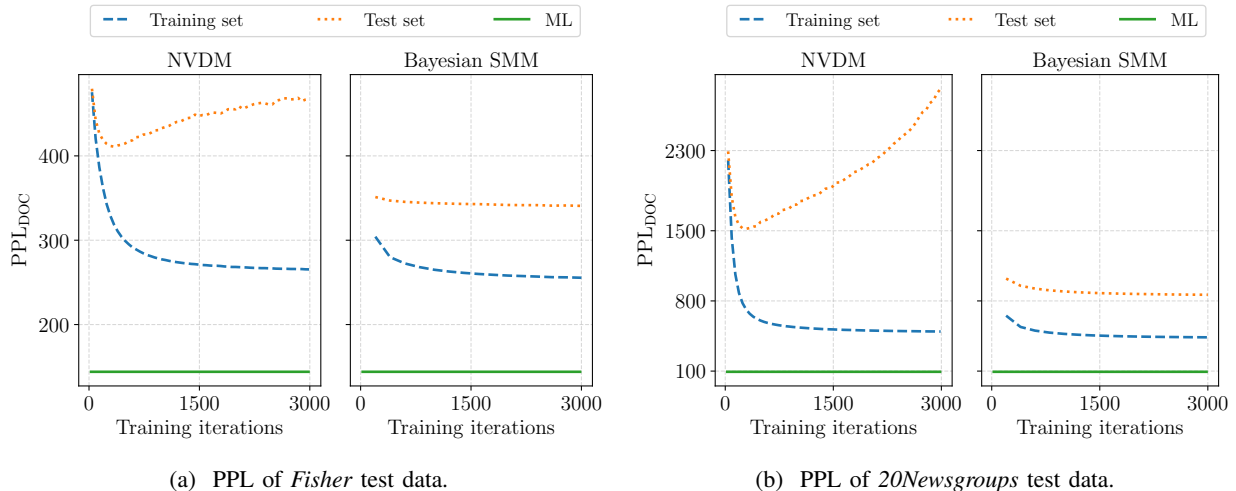 Training set Test set ML
NVDM Bayesian SMM
PPL_DOC
400
300
200
0 1500 3000 1500 3000
Training iterations Training iterations
(a) PPL of Fisher test data.
Training set Test set ML
NVDM Bayesian SMM
PPL_DOC
2300
1500
800
100
0 1500 3000 0 1500 3000
Training iterations Training iterations
(b) PPL of 20Newsgroups test data.